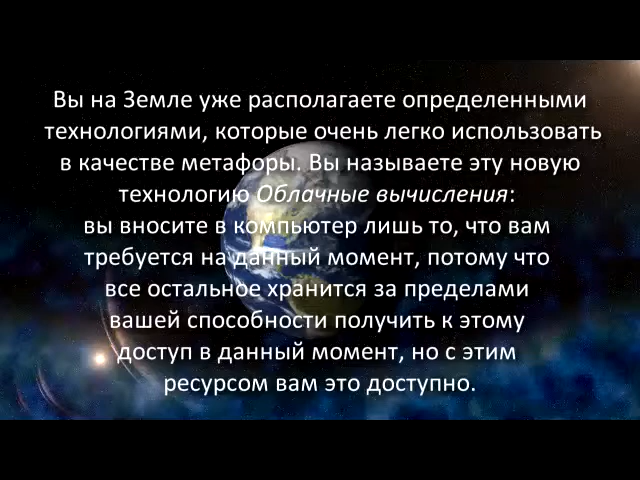 Вы на Земле уже располагаете определенными
технологиями, которые очень легко использовать
в качестве метафоры. Вы называете эту новую
технологию Облачные вычисления:
вы вносите в компьютер лишь то, что вам
требуется на данный момент, потому что
все остальное хранится за пределами
вашей способности получить к этому
доступ в данный момент, но с этим
ресурсом вам это доступно.